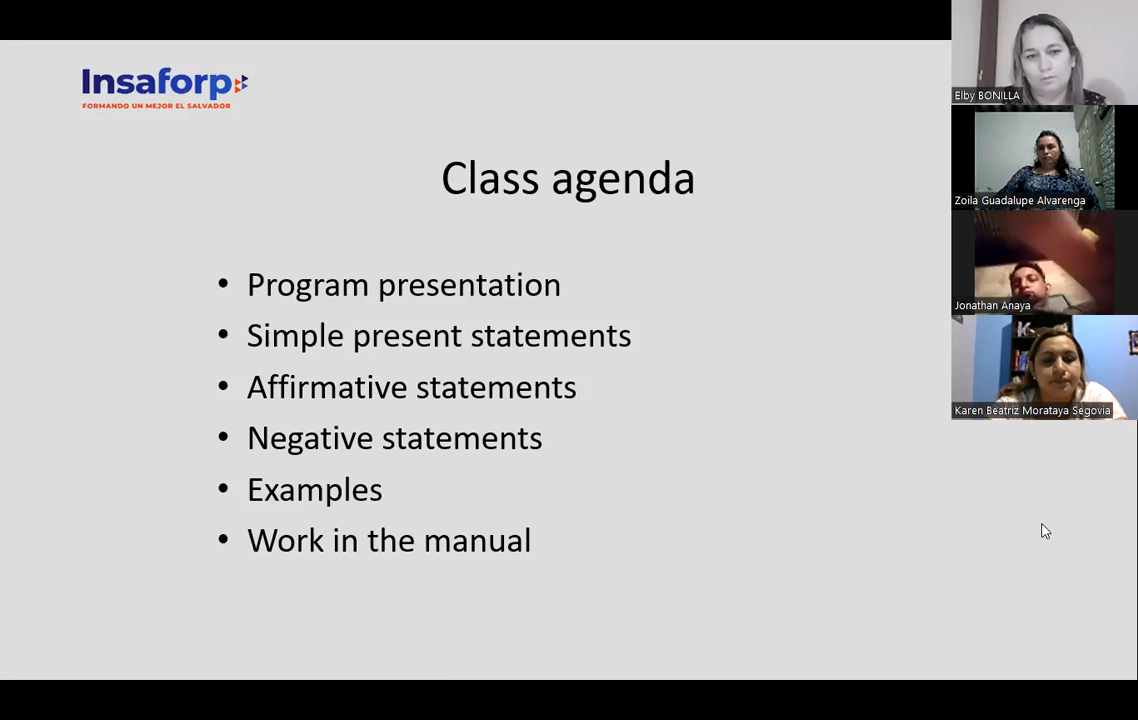 Insaforp
FORMANDO UN MEJOR EL SALVADOR
Class agenda
• Program presentation
• Simple present statements
• Affirmative statements
• Negative statements
• Examples
• Work in the manual
Elby BONILLA
Zoila Guadalupe Alvarenga
Jonathan Anaya
Karen Beatriz Morataya Segovia